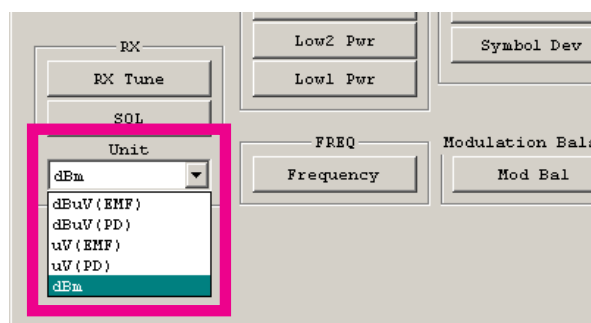 RX
RX Tune
SQL
Unit
dBm
dBuV(EMF)
dBuV(PD)
uV(EMF)
uV(PD)
dBm
Low2 Pwr
Low1 Pwr
FREQ
Frequency
Symbol Dev
Modulation Bala
Mod Bal